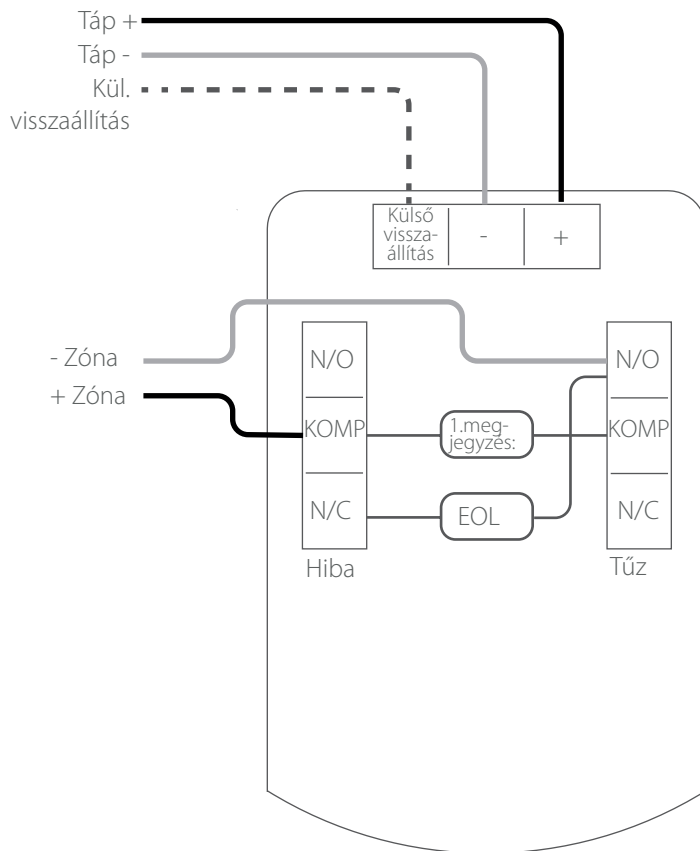 Táp +
Táp -
Kül.
visszaállítás
Külső
vissza-
állítás
-
+
- Zóna
+ Zóna
N/O
KOMP
N/C
Hiba
1.meg-
jegyzés:
EOL
N/O
KOMP
N/C
Tűz